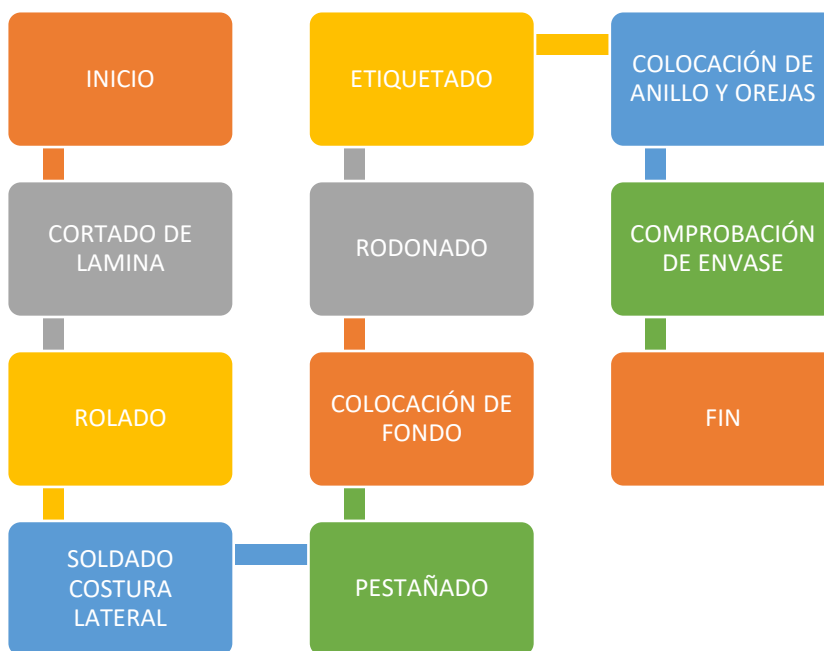 INICIO
CORTADO DE
LAMINA
ROLADO
SOLDADO
COSTURA
LATERAL
PESTAÑADO
COLOCACIÓN DE
FONDO
RODONADO
ETIQUETADO
COLOCACIÓN DE
ANILLO Y OREJAS
COMPROBACIÓN
DE ENVASE
FIN